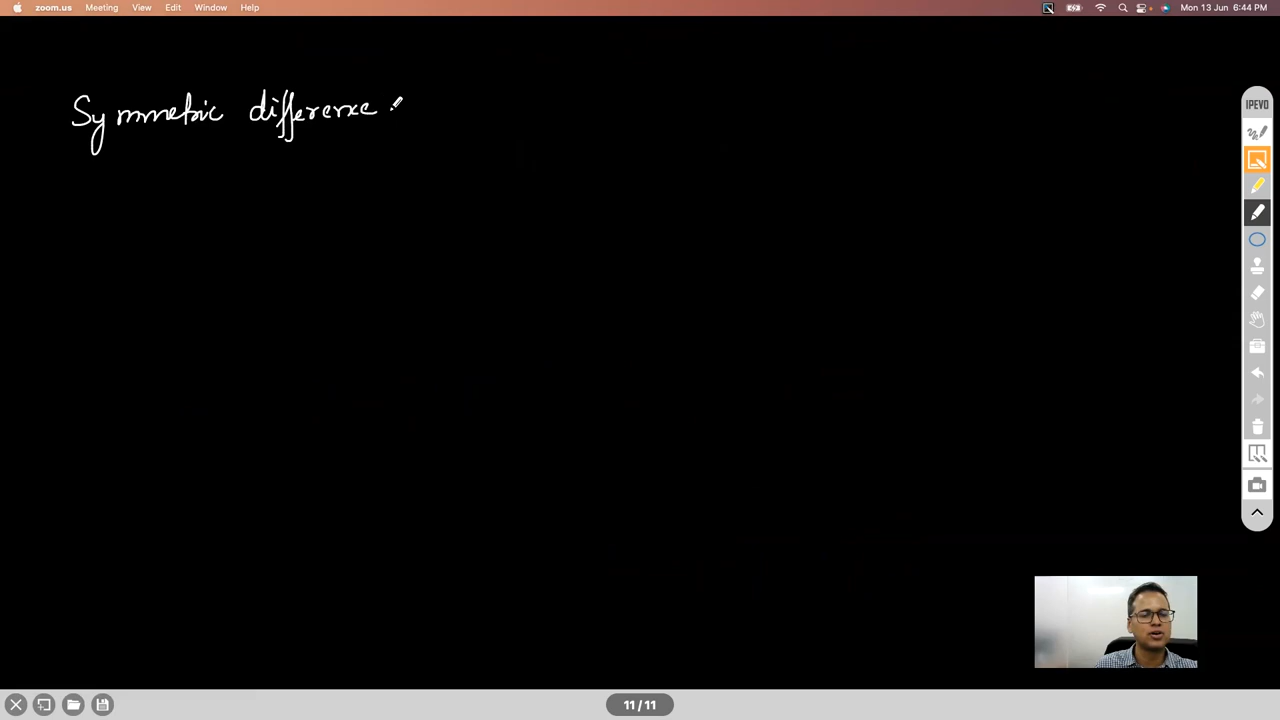 zoom.us Meeting View Edit Window Help Mon 13 Jun 6:44 PM
Symmetric difference
IPEVO
11/11